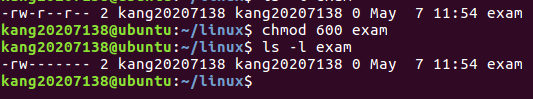 -rw-r--r-- 2 kang20207138 kang20207138 0 May  7 11:54 exam
kang20207138@ubuntu:~/linux$ chmod 600 exam
kang20207138@ubuntu:~/linux$ ls -l exam
-rw------- 2 kang20207138 kang20207138 0 May  7 11:54 exam
kang20207138@ubuntu:~/linux$